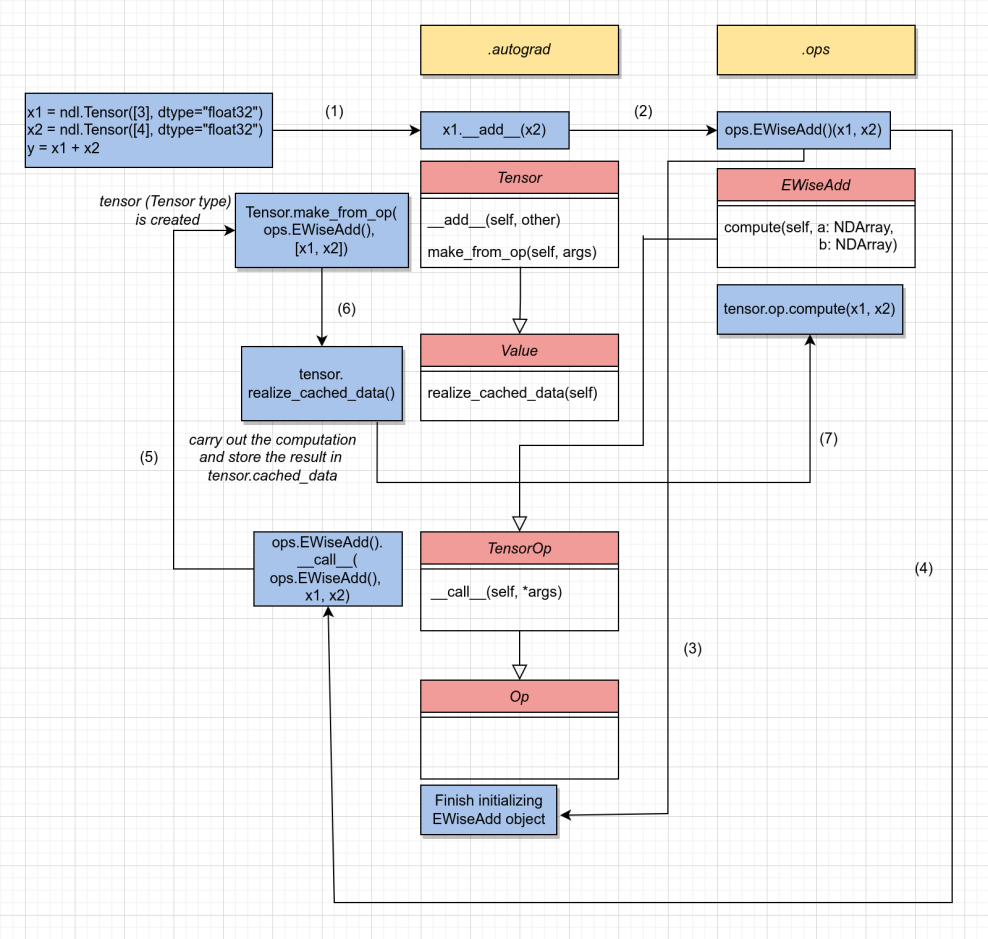 .autograd
.ops
x1 = ndl.Tensor([3], dtype="float32")
x2 = ndl.Tensor([4], dtype="float32")
y = x1 + x2
(1)
x1.__add__(x2)
(2)
ops.EWiseAdd()(x1, x2)
tensor (Tensor type)
is created
Tensor.make_from_op(
ops.EWiseAdd(),
[x1, x2])
Tensor
__add__(self, other)
make_from_op(self, args)
EWiseAdd
compute(self, a: NDArray,
b: NDArray)
(6)
tensor.op.compute(x1, x2)
tensor.
realize_cached_data()
Value
realize_cached_data(self)
carry out the computation
and store the result in
tensor.cached_data
(5)
(7)
ops.EWiseAdd().
__call__(
ops.EWiseAdd(),
x1, x2)
TensorOp
__call__(self, *args)
(4)
(3)
Op
Finish initializing
EWiseAdd object